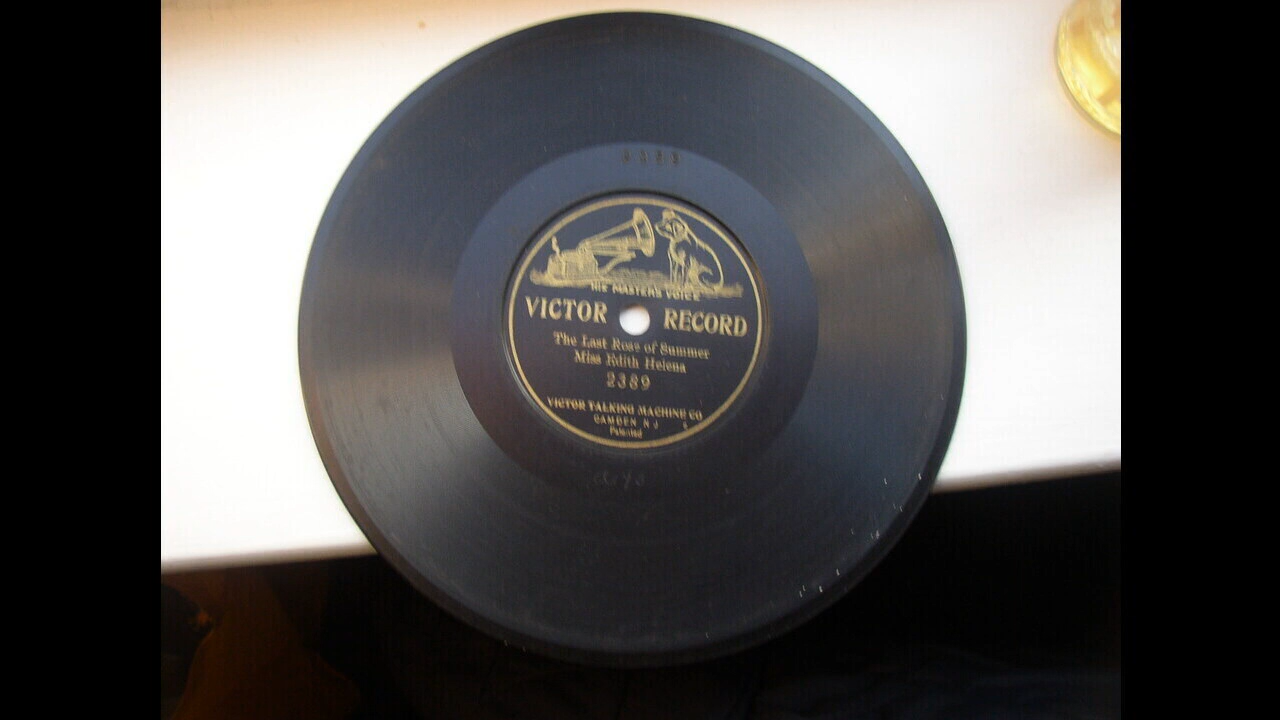 HIS MASTERS VOICE
VICTOR RECORD
The Last Rose of Summer
Miss Edith Helena
2389
VICTOR TALKING MACHINE CO
CAMDEN N J
Patented